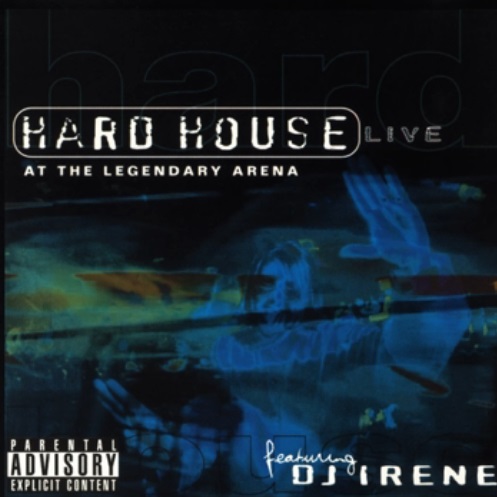 hard
HARD HOUSE LIVE
AT THE LEGENDARY ARENA
PARENTAL
ADVISORY
EXPLICIT CONTENT
featuring
DJ IRENE